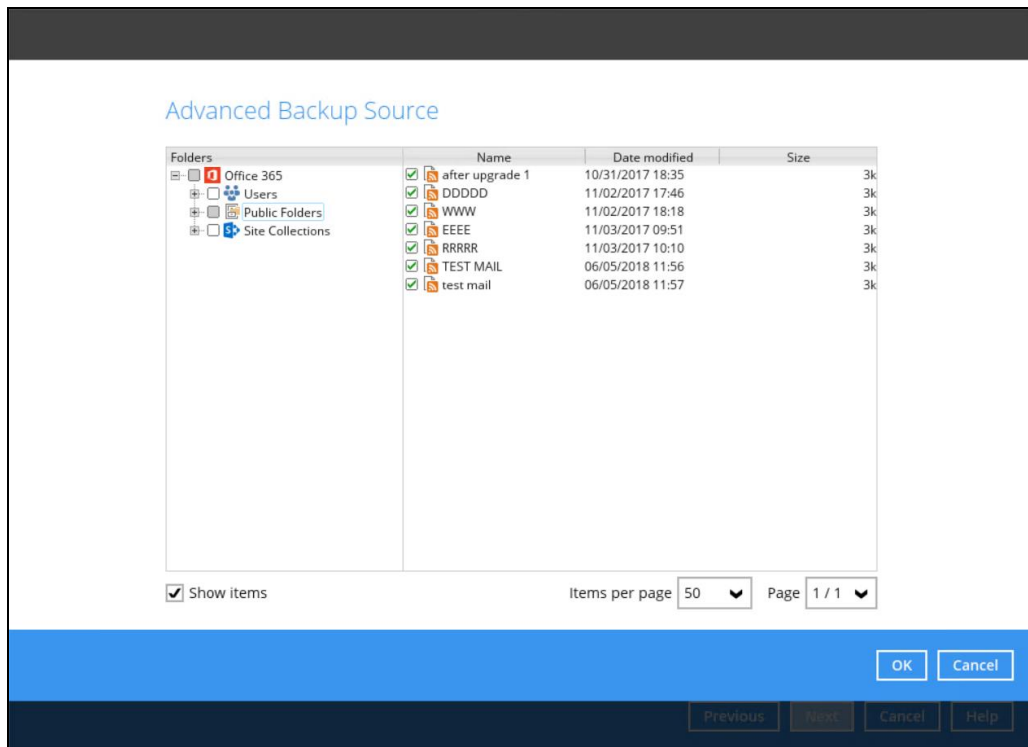 Advanced Backup Source
Folders Name Date modified Size
Office 365 after upgrade 1 10/31/2017 18:35 3k
Users DDDDD 11/02/2017 17:46 3k
Public Folders WWW 11/02/2017 18:18 3k
Site Collections EEEE 11/03/2017 09:51 3k
RRRRR 11/03/2017 10:10 3k
TEST MAIL 06/05/2018 11:56 3k
test mail 06/05/2018 11:57 3k
Show items Items per page 50 Page 1 / 1
OK Cancel
Previous Next Cancel Help